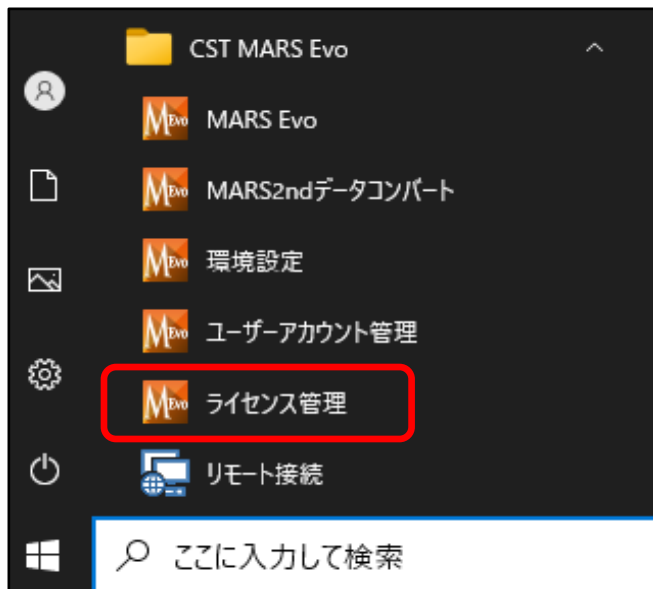 CST MARS Evo
MARS Evo
MARS2ndデータコンバート
環境設定
ユーザーアカウント管理
ライセンス管理
リモート接続
ここに入力して検索